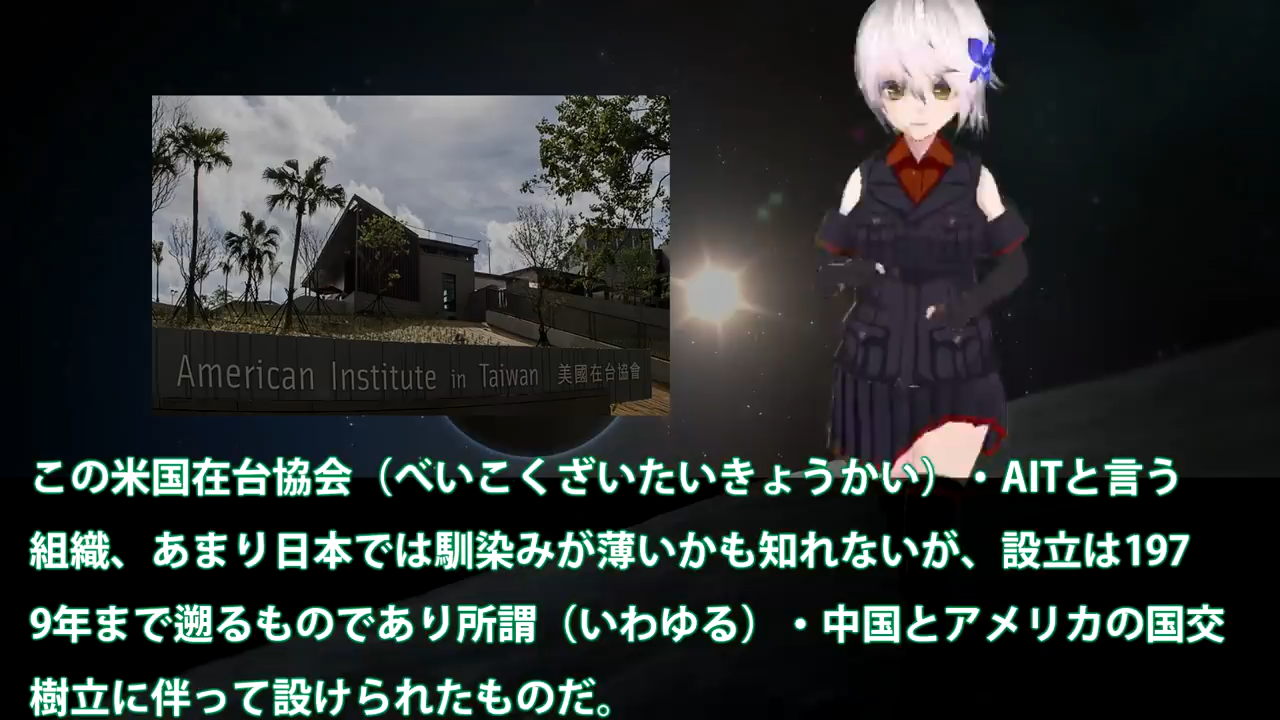 American Institute in Taiwan 美國在台協會
この米国在台協会（べいこくざいたいきょうかい）・AITと言う
組織、あまり日本では馴染みが薄いかも知れないが、設立は197
9年まで遡るものであり所謂（いわゆる）・中国とアメリカの国交
樹立に伴って設けられたものだ。